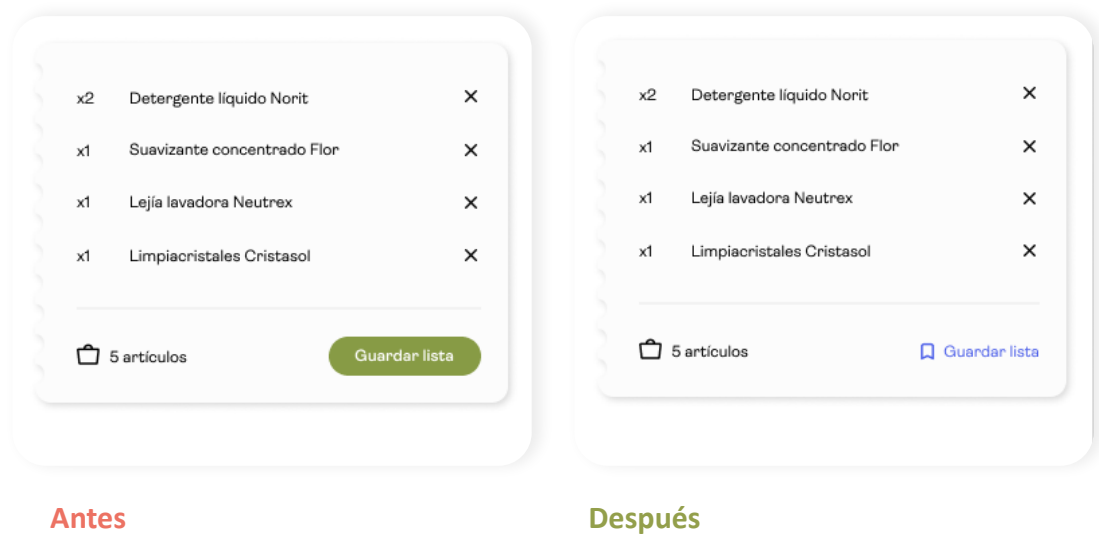 x2 Detergente líquido Norit
x1 Suavizante concentrado Flor
x1 Lejía lavadora Neutrex
x1 Limpiacristales Cristasol
5 artículos Guardar lista
Antes
x2 Detergente líquido Norit
x1 Suavizante concentrado Flor
x1 Lejía lavadora Neutrex
x1 Limpiacristales Cristasol
5 artículos Guardar lista
Después